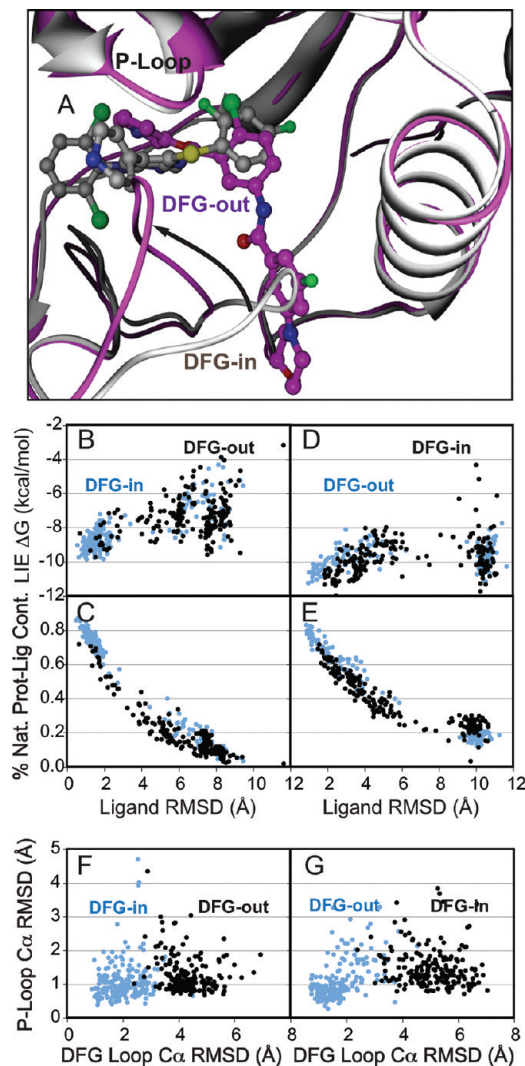 P-Loop
A
DFG-out
DFG-in
% Nat. Prot-Lig Cont. LIE ΔG (kcal/mol)
-2
-4
-6
-8
-10
-12
B
DFG-out
DFG-in
D
DFG-in
DFG-out
0.8
0.6
0.4
0.2
0.0
C
E
0 2 4 6 8 10 12
2 4 6 8 10 12
Ligand RMSD (Å)
Ligand RMSD (Å)
P-Loop Cα RMSD (Å)
5
4
3
2
1
0
F
DFG-in
DFG-out
G
DFG-out
DFG-in
0 2 4 6 8
0 2 4 6 8
DFG Loop Cα RMSD (Å)
DFG Loop Cα RMSD (Å)